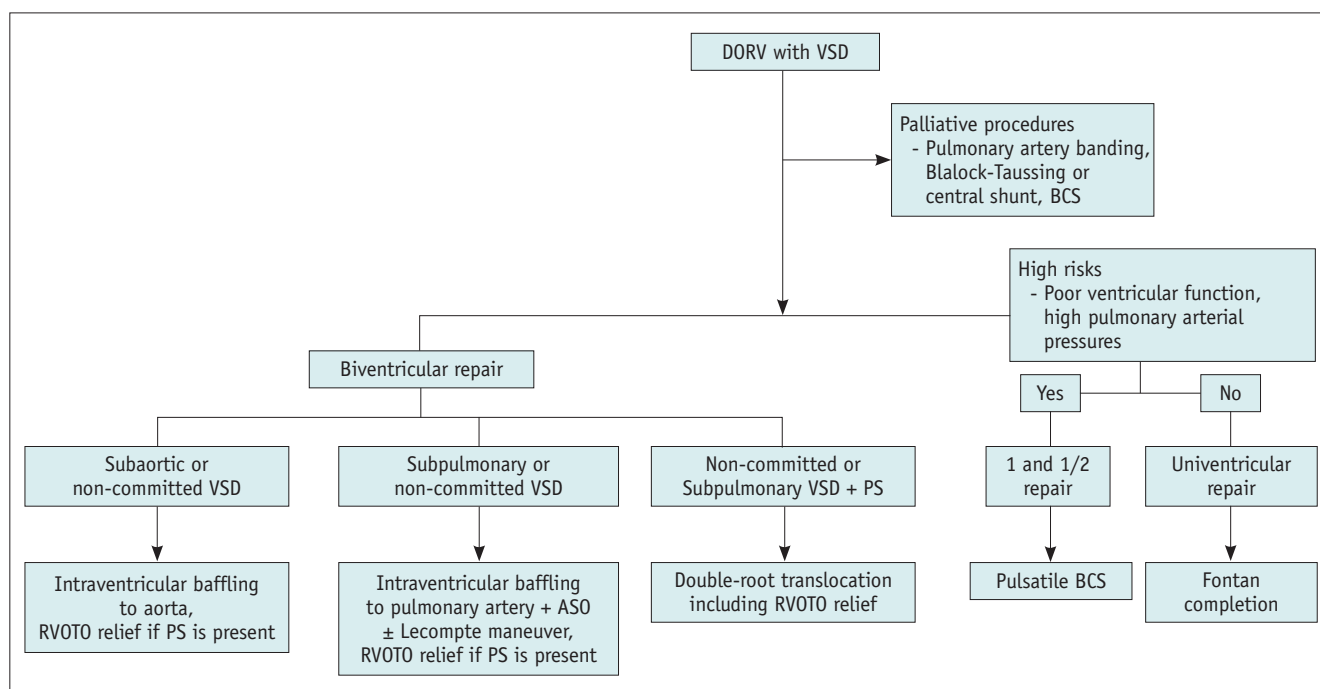 DORV with VSD
Palliative procedures
- Pulmonary artery banding,
Blalock-Taussing or
central shunt, BCS
High risks
- Poor ventricular function,
high pulmonary arterial
pressures
Biventricular repair
Yes
No
Subaortic or
non-committed VSD
Subpulmonary or
non-committed VSD
Non-committed or
Subpulmonary VSD + PS
1 and 1/2
repair
Univentricular
repair
Intraventricular baffling
to aorta,
RVOTO relief if PS is present
Intraventricular baffling
to pulmonary artery + ASO
± Lecompte maneuver,
RVOTO relief if PS is present
Double-root translocation
including RVOTO relief
Pulsatile BCS
Fontan
completion